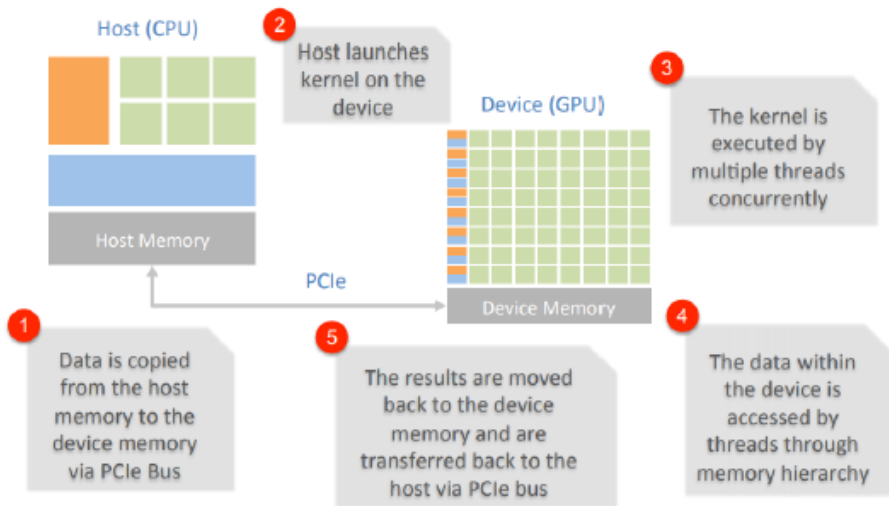 Host (CPU)
2
Host launches
kernel on the
device
Host Memory
Device (GPU)
3
The kernel is
executed by
multiple threads
concurrently
PCIe
Device Memory
1
Data is copied
from the host
memory to the
device memory
via PCIe Bus
5
The results are moved
back to the device
memory and are
transferred back to the
host via PCIe bus
4
The data within
the device is
accessed by
threads through
memory hierarchy